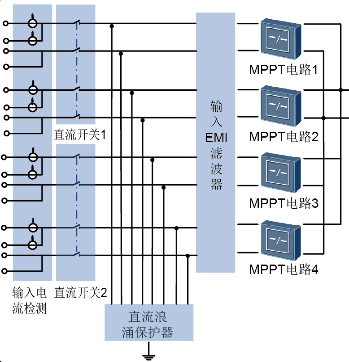 MPPT电路1
直流开关1
输
入
EMI
滤
波
器
MPPT电路2
MPPT电路3
MPPT电路4
输入电
流检测
直流开关2
直流浪
涌保护器